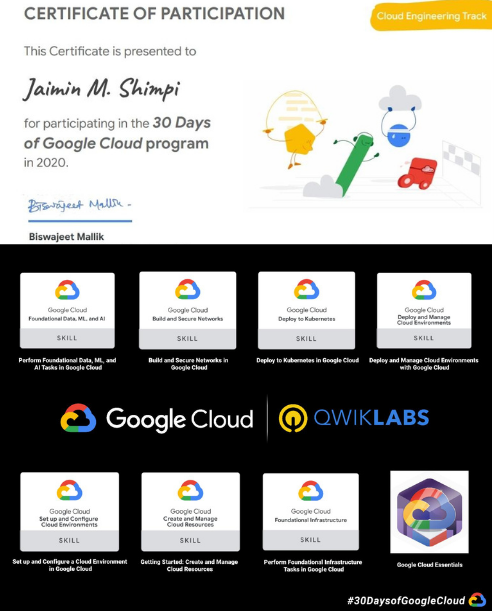 CERTIFICATE OF PARTICIPATION
Cloud Engineering Track
This Certificate is presented to
Jaimin M. Shimpi
for participating in the 30 Days
of Google Cloud program
in 2020.
Biswajeet Mallik -
Biswajeet Mallik
Google Cloud
Foundational Data, ML, and AI
SKILL
Perform Foundational Data, ML, and
AI Tasks in Google Cloud
Google Cloud
Build and Secure Networks
SKILL
Build and Secure Networks in
Google Cloud
Google Cloud
Deploy to Kubernetes
SKILL
Deploy to Kubernetes in Google Cloud
Google Cloud
Deploy and Manage
Cloud Environments
SKILL
Deploy and Manage Cloud Environments
with Google Cloud
Google Cloud
QWIKLABS
Google Cloud
Set up and Configure
Cloud Environments
SKILL
Set up and Configure a Cloud Environment
in Google Cloud
Google Cloud
Create and Manage
Cloud Resources
SKILL
Getting Started: Create and Manage
Cloud Resources
Google Cloud
Foundational Infrastructure
SKILL
Perform Foundational Infrastructure
Tasks in Google Cloud
Google Cloud Essentials
#30DaysofGoogleCloud